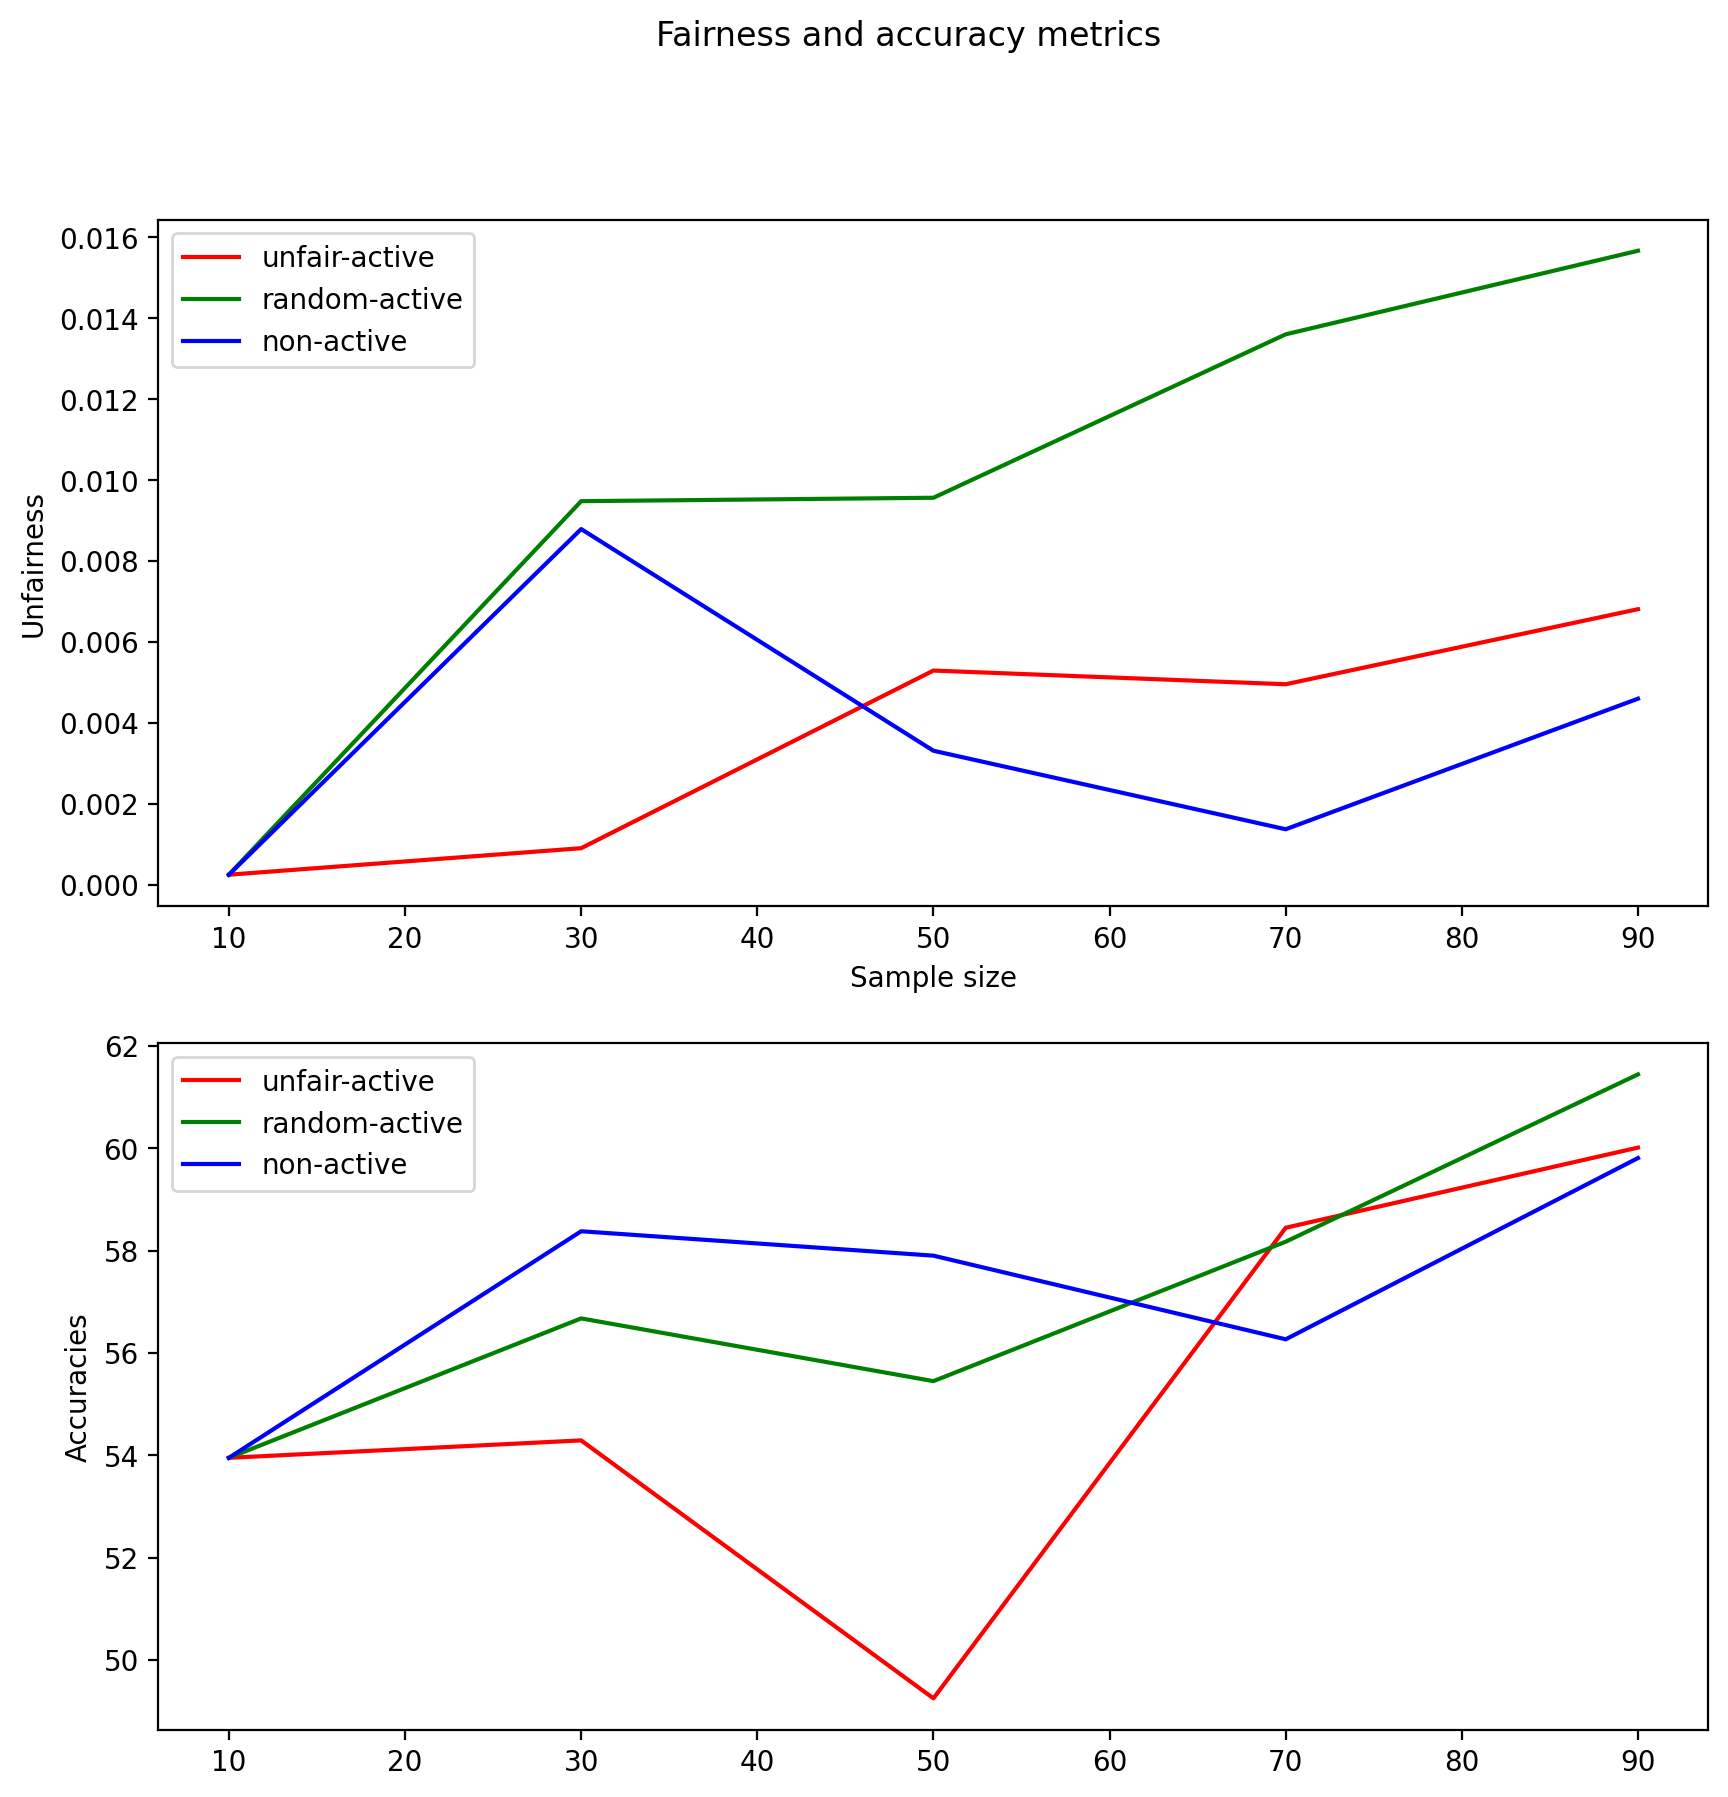 Fairness and accuracy metrics
0.016
0.014
0.012
0.010
0.008
0.006
0.004
0.002
0.000
Unfairness
unfair-active
random-active
non-active
10 20 30 40 50 60 70 80 90
Sample size
62
60
58
56
54
52
50
Accuracies
unfair-active
random-active
non-active
10 20 30 40 50 60 70 80 90